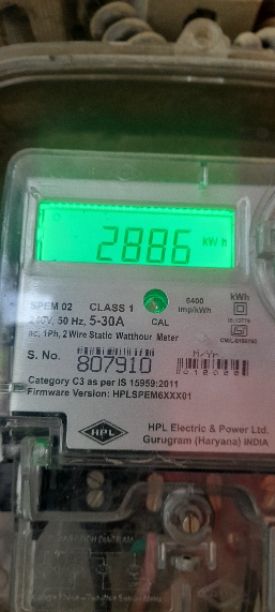 2886 kWh
SPEM 02 CLASS 1
240V, 50 Hz, 5-30A CAL
6400 imp/kWh
kWh
ac, 1Ph, 2 Wire Static Watthour Meter
S. No. 807910
M/Yr.
Category C3 as per IS 15959:2011
Firmware Version: HPLSPEM6XXX01
HPL
HPL Electric & Power Ltd.
Gurugram (Haryana) INDIA